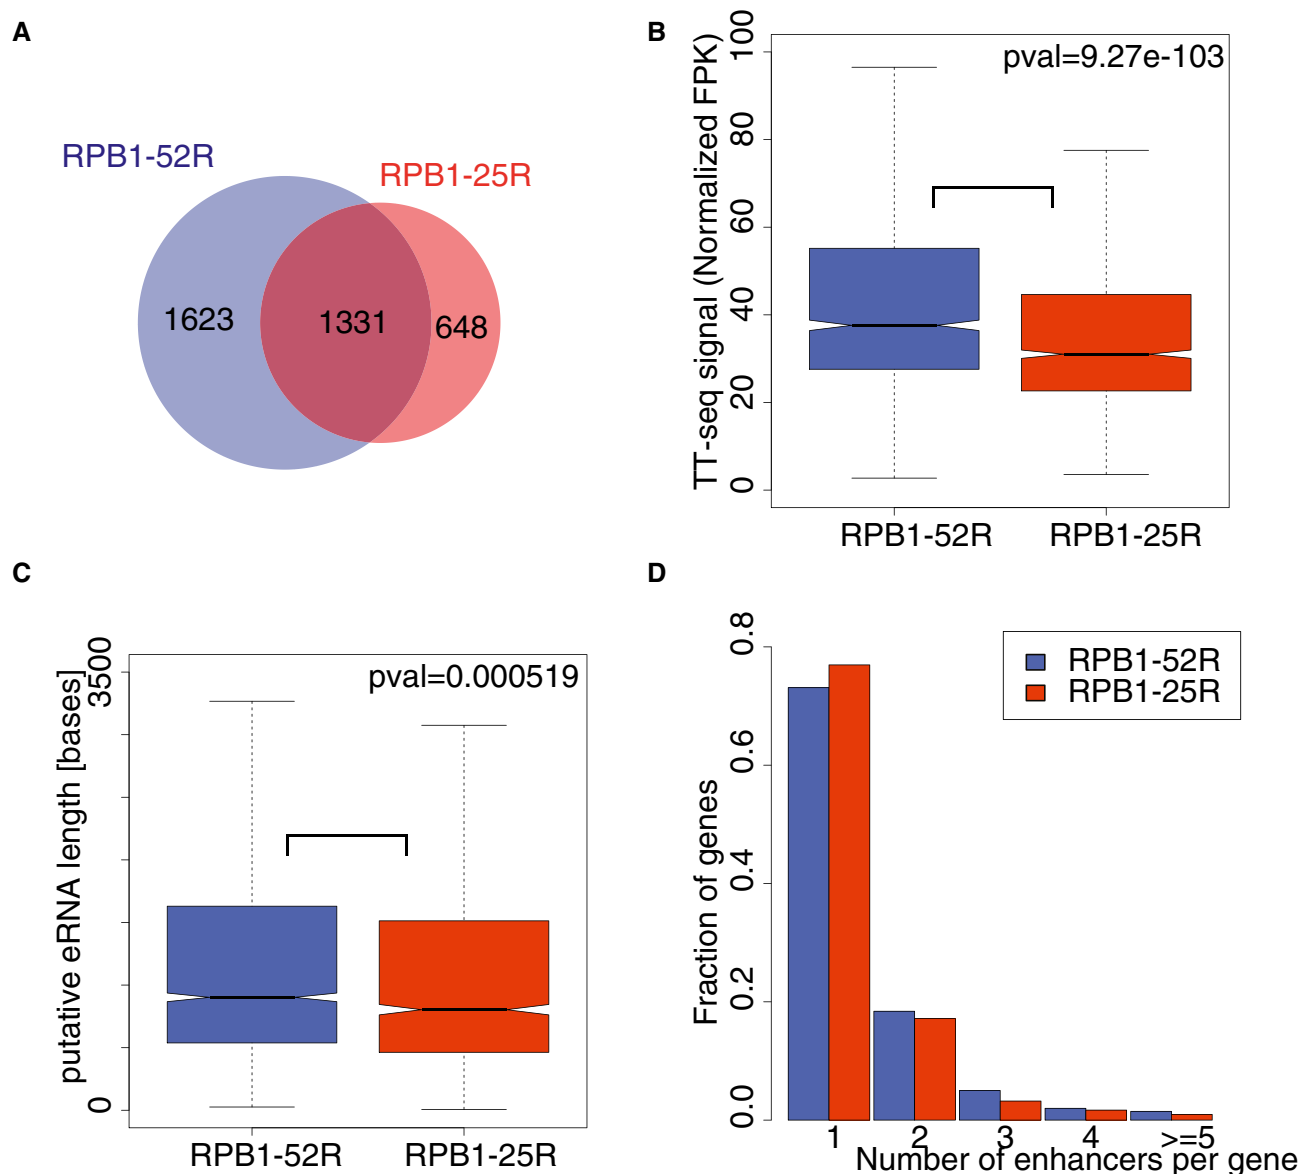 A
RPB1-52R
RPB1-25R
1623
1331
648
B
pval=9.27e-103
TT-seq signal (Normalized FPK)
100
80
60
40
20
0
RPB1-52R
RPB1-25R
C
pval=0.000519
putative eRNA length [bases]
3500
0
RPB1-52R
RPB1-25R
D
RPB1-52R
RPB1-25R
Fraction of genes
0.8
0.6
0.4
0.2
0.0
1
2
3
4
>=5
Number of enhancers per gene